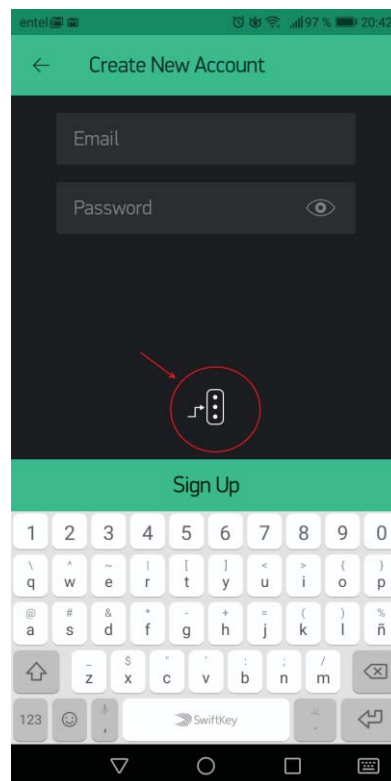 entel 97 % 20:42
Create New Account
Email
Password
Sign Up
1 2 3 4 5 6 7 8 9 0
\ ^ ~ | [ ] < > { }
q w e r t y u i o p
@ # & * - + = ( ) %
a s d f g h j k l ñ
_ $ " ' : ; /
z x c v b n m
123 , SwiftKey .